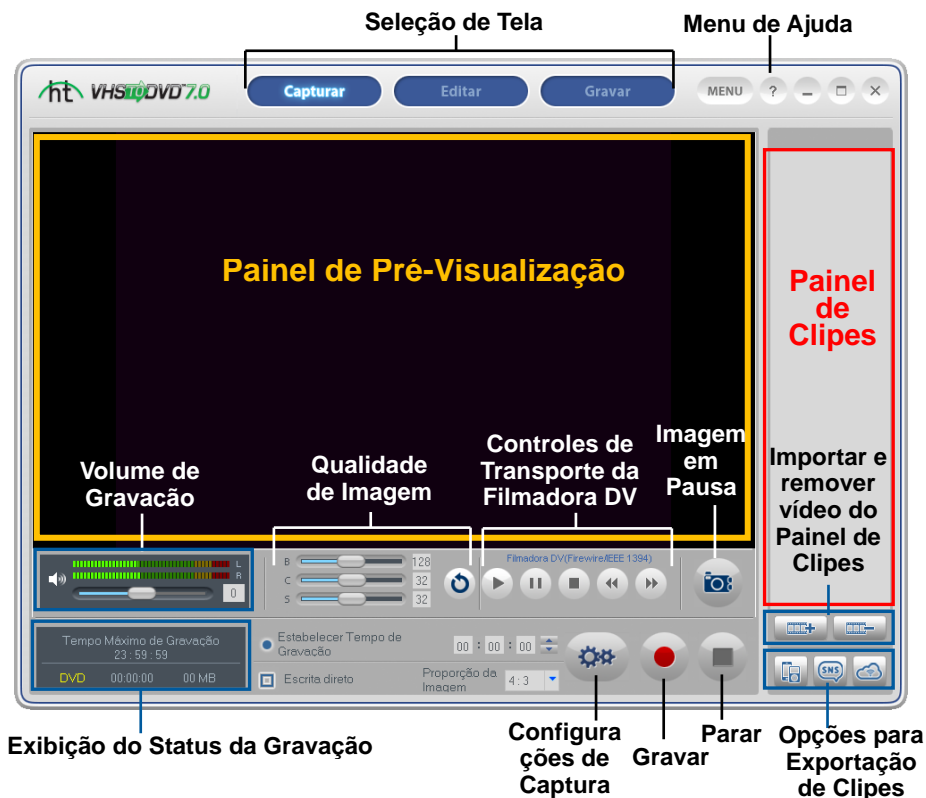 Seleção de Tela
Menu de Ajuda
ht VHSTODVD 7.0
Capturar
Editar
Gravar
MENU
?
Painel de Pré-Visualização
Painel
de
Clipes
Volume de
Gravação
Qualidade
de Imagem
Controles de
Transporte da
Filmadora DV
Imagem
em
Pausa
Importar e
remover
vídeo do
Painel de
Clipes
L
R
0
B
128
C
32
S
32
Filmadora DV(Firewire/IEEE 1394)
Tempo Máximo de Gravação
23 : 59 : 59
DVD 00:00:00 00 MB
Estabelecer Tempo de
Gravação
00 : 00 : 00
Escrita direto
Proporção da
Imagem
4 : 3
SNS
Exibição do Status da Gravação
Configura
ções de
Captura
Gravar
Parar
Opções para
Exportação
de Clipes